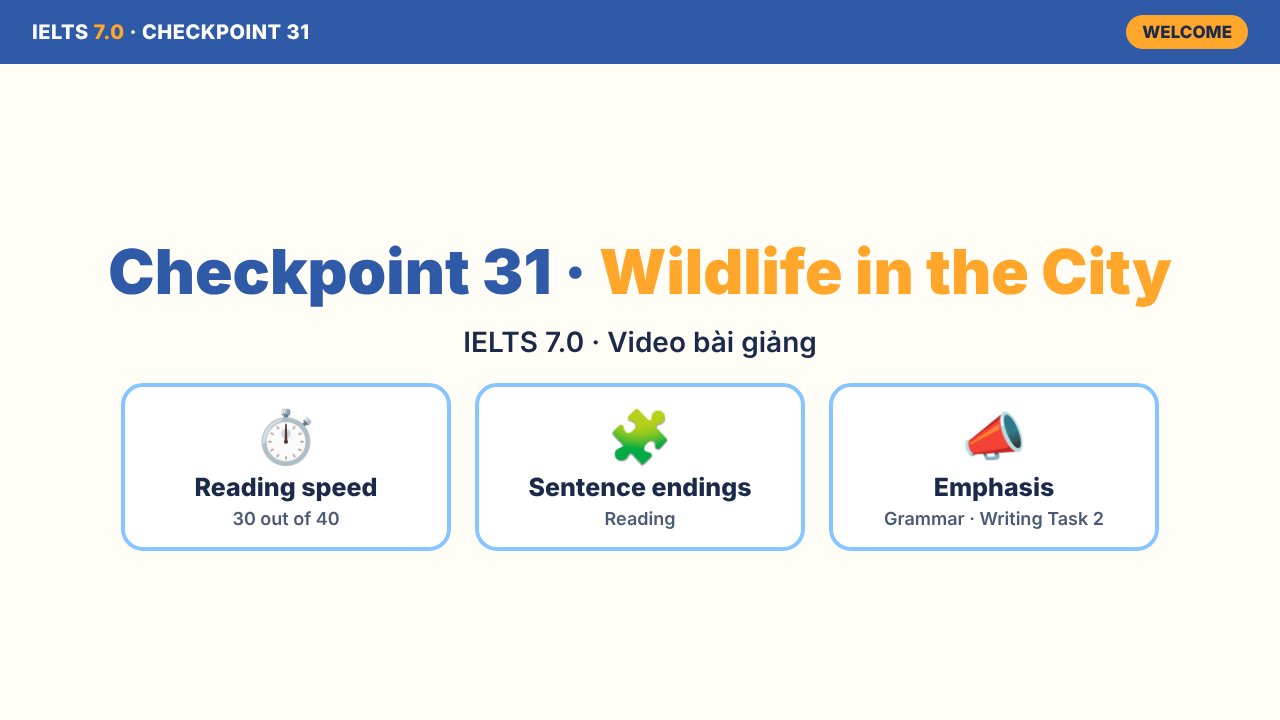 IELTS 7.0 · CHECKPOINT 31
WELCOME
Checkpoint 31 · Wildlife in the City
IELTS 7.0 · Video bài giảng
Reading speed
30 out of 40
Sentence endings
Reading
Emphasis
Grammar · Writing Task 2